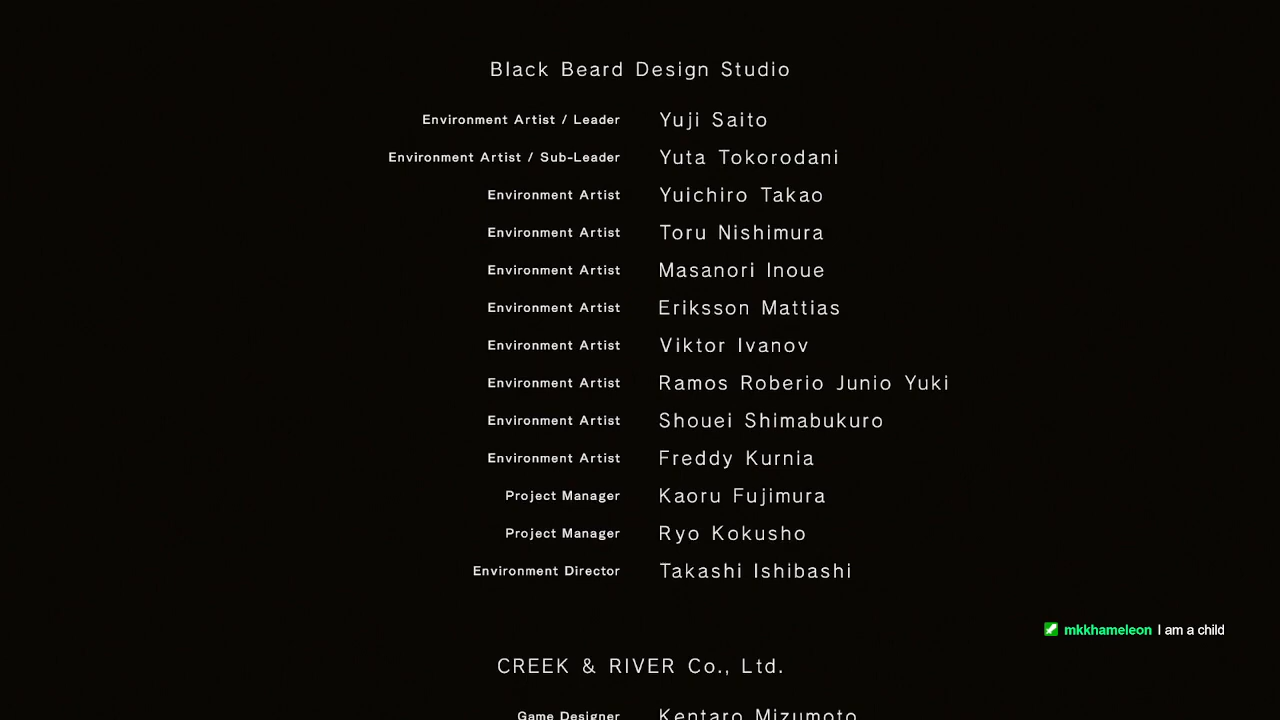 Black Beard Design Studio
Environment Artist / Leader Yuji Saito
Environment Artist / Sub-Leader Yuta Tokorodani
Environment Artist Yuichiro Takao
Environment Artist Toru Nishimura
Environment Artist Masanori Inoue
Environment Artist Eriksson Mattias
Environment Artist Viktor Ivanov
Environment Artist Ramos Roberio Junio Yuki
Environment Artist Shouei Shimabukuro
Environment Artist Freddy Kurnia
Project Manager Kaoru Fujimura
Project Manager Ryo Kokusho
Environment Director Takashi Ishibashi
mkkhameleon I am a child
CREEK & RIVER Co., Ltd.
Game Designer Kentaro Mizumoto